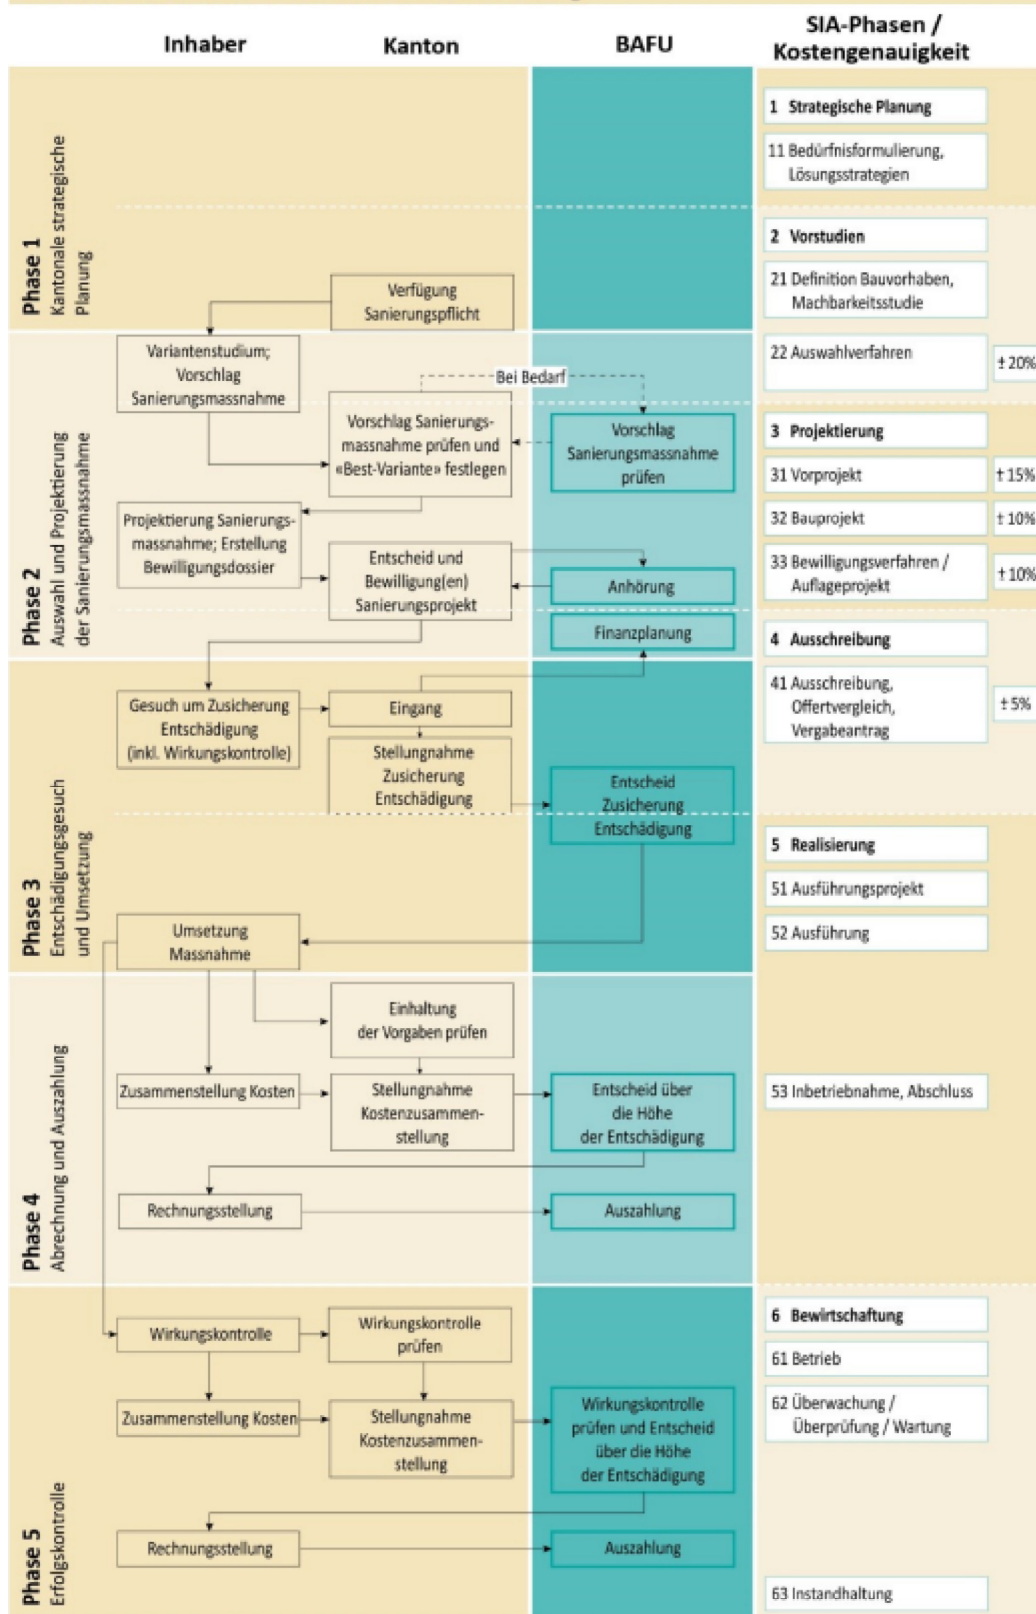 Inhaber
Kanton
BAFU
SIA-Phasen /
Kostengenauigkeit
Phase 1
Kantonale strategische
Planung
Verfügung
Sanierungspflicht
1 Strategische Planung
11 Bedürfnisformulierung,
Lösungsstrategien
2 Vorstudien
21 Definition Bauvorhaben,
Machbarkeitsstudie
Phase 2
Auswahl und Projektierung
der Sanierungsmassnahme
Variantenstudium;
Vorschlag
Sanierungsmassnahme
Bei Bedarf
Vorschlag Sanierungs-
massnahme prüfen und
«Best-Variante» festlegen
Vorschlag
Sanierungsmassnahme
prüfen
Projektierung Sanierungs-
massnahme; Erstellung
Bewilligungsdossier
Entscheid und
Bewilligung(en)
Sanierungsprojekt
Anhörung
Finanzplanung
22 Auswahlverfahren
± 20%
3 Projektierung
31 Vorprojekt
± 15%
32 Bauprojekt
± 10%
33 Bewilligungsverfahren /
Auflageprojekt
± 10%
4 Ausschreibung
Phase 3
Entschädigungsgesuch
und Umsetzung
Gesuch um Zusicherung
Entschädigung
(inkl. Wirkungskontrolle)
Eingang
Stellungnahme
Zusicherung
Entschädigung
Entscheid
Zusicherung
Entschädigung
Umsetzung
Massnahme
41 Ausschreibung,
Offertvergleich,
Vergabeantrag
± 5%
5 Realisierung
51 Ausführungsprojekt
52 Ausführung
Phase 4
Abrechnung und Auszahlung
Einhaltung
der Vorgaben prüfen
Zusammenstellung Kosten
Stellungnahme
Kostenzusammen-
stellung
Entscheid über
die Höhe
der Entschädigung
Rechnungsstellung
Auszahlung
53 Inbetriebnahme, Abschluss
Phase 5
Erfolgskontrolle
Wirkungskontrolle
Wirkungskontrolle
prüfen
Zusammenstellung Kosten
Stellungnahme
Kostenzusammen-
stellung
Wirkungskontrolle
prüfen und Entscheid
über die Höhe
der Entschädigung
Rechnungsstellung
Auszahlung
6 Bewirtschaftung
61 Betrieb
62 Überwachung /
Überprüfung / Wartung
63 Instandhaltung